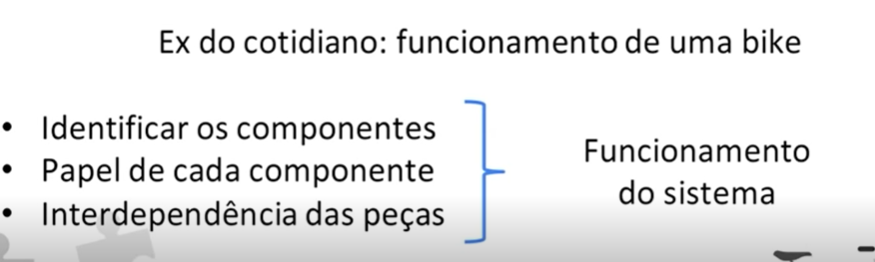 Ex do cotidiano: funcionamento de uma bike
• Identificar os componentes
• Papel de cada componente
• Interdependência das peças
Funcionamento
do sistema